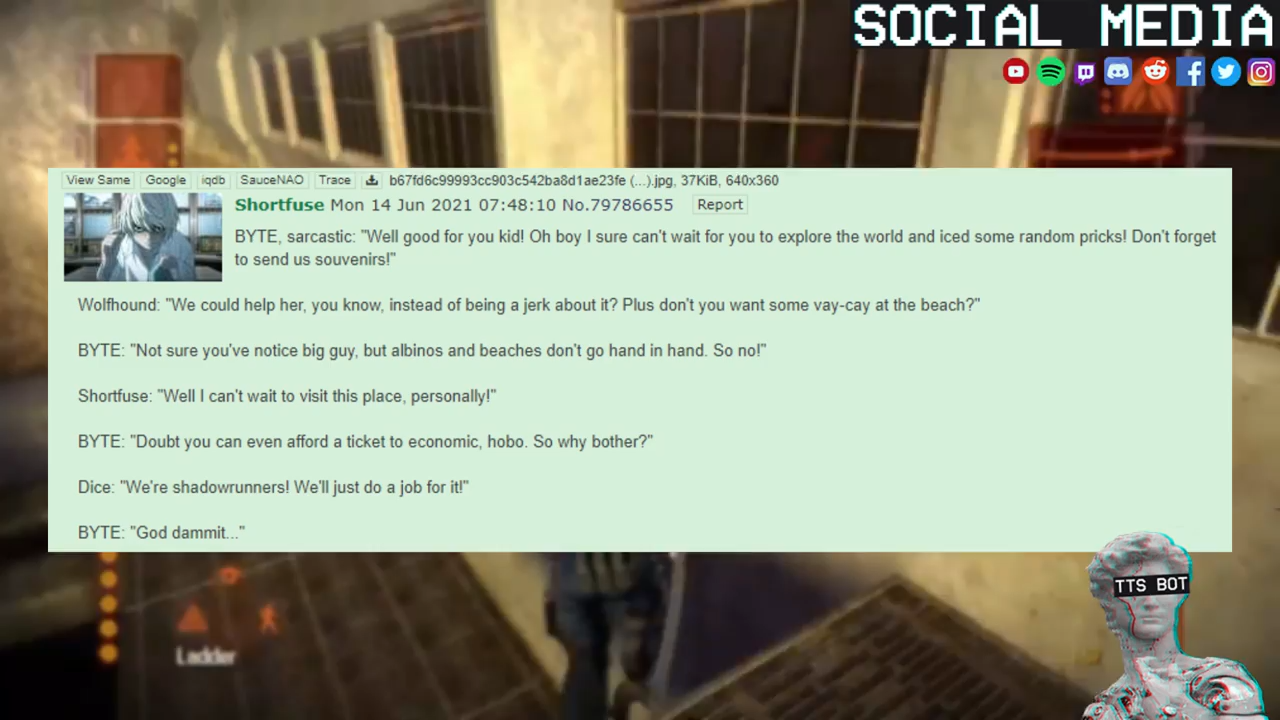 SOCIAL MEDIA
View Same Google iqdb SauceNAO Trace b67fd6c99993cc903c542ba8d1ae23fe (...).jpg, 37KiB, 640x360
Shortfuse Mon 14 Jun 2021 07:48:10 No.79786655 Report
BYTE, sarcastic: "Well good for you kid! Oh boy I sure can't wait for you to explore the world and iced some random pricks! Don't forget
to send us souvenirs!"
Wolfhound: "We could help her, you know, instead of being a jerk about it? Plus don't you want some vay-cay at the beach?"
BYTE: "Not sure you've notice big guy, but albinos and beaches don't go hand in hand. So no!"
Shortfuse: "Well I can't wait to visit this place, personally!"
BYTE: "Doubt you can even afford a ticket to economic, hobo. So why bother?"
Dice: "We're shadowrunners! We'll just do a job for it!"
BYTE: "God dammit..."
TTS BOT
Ladder